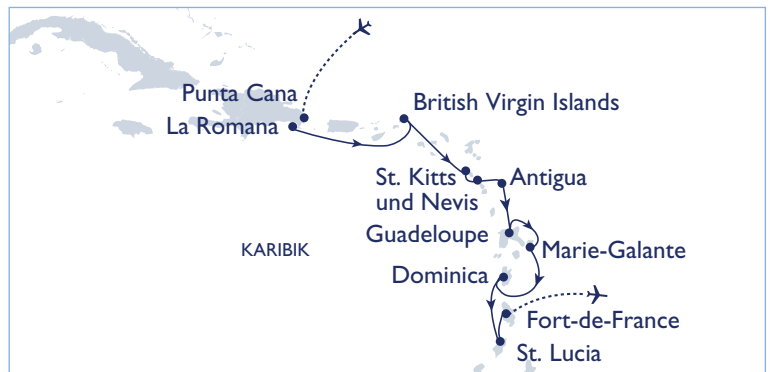 Punta Cana
British Virgin Islands
La Romana
St. Kitts
und Nevis
Antigua
Guadeloupe
KARIBIK
Marie-Galante
Dominica
Fort-de-France
St. Lucia